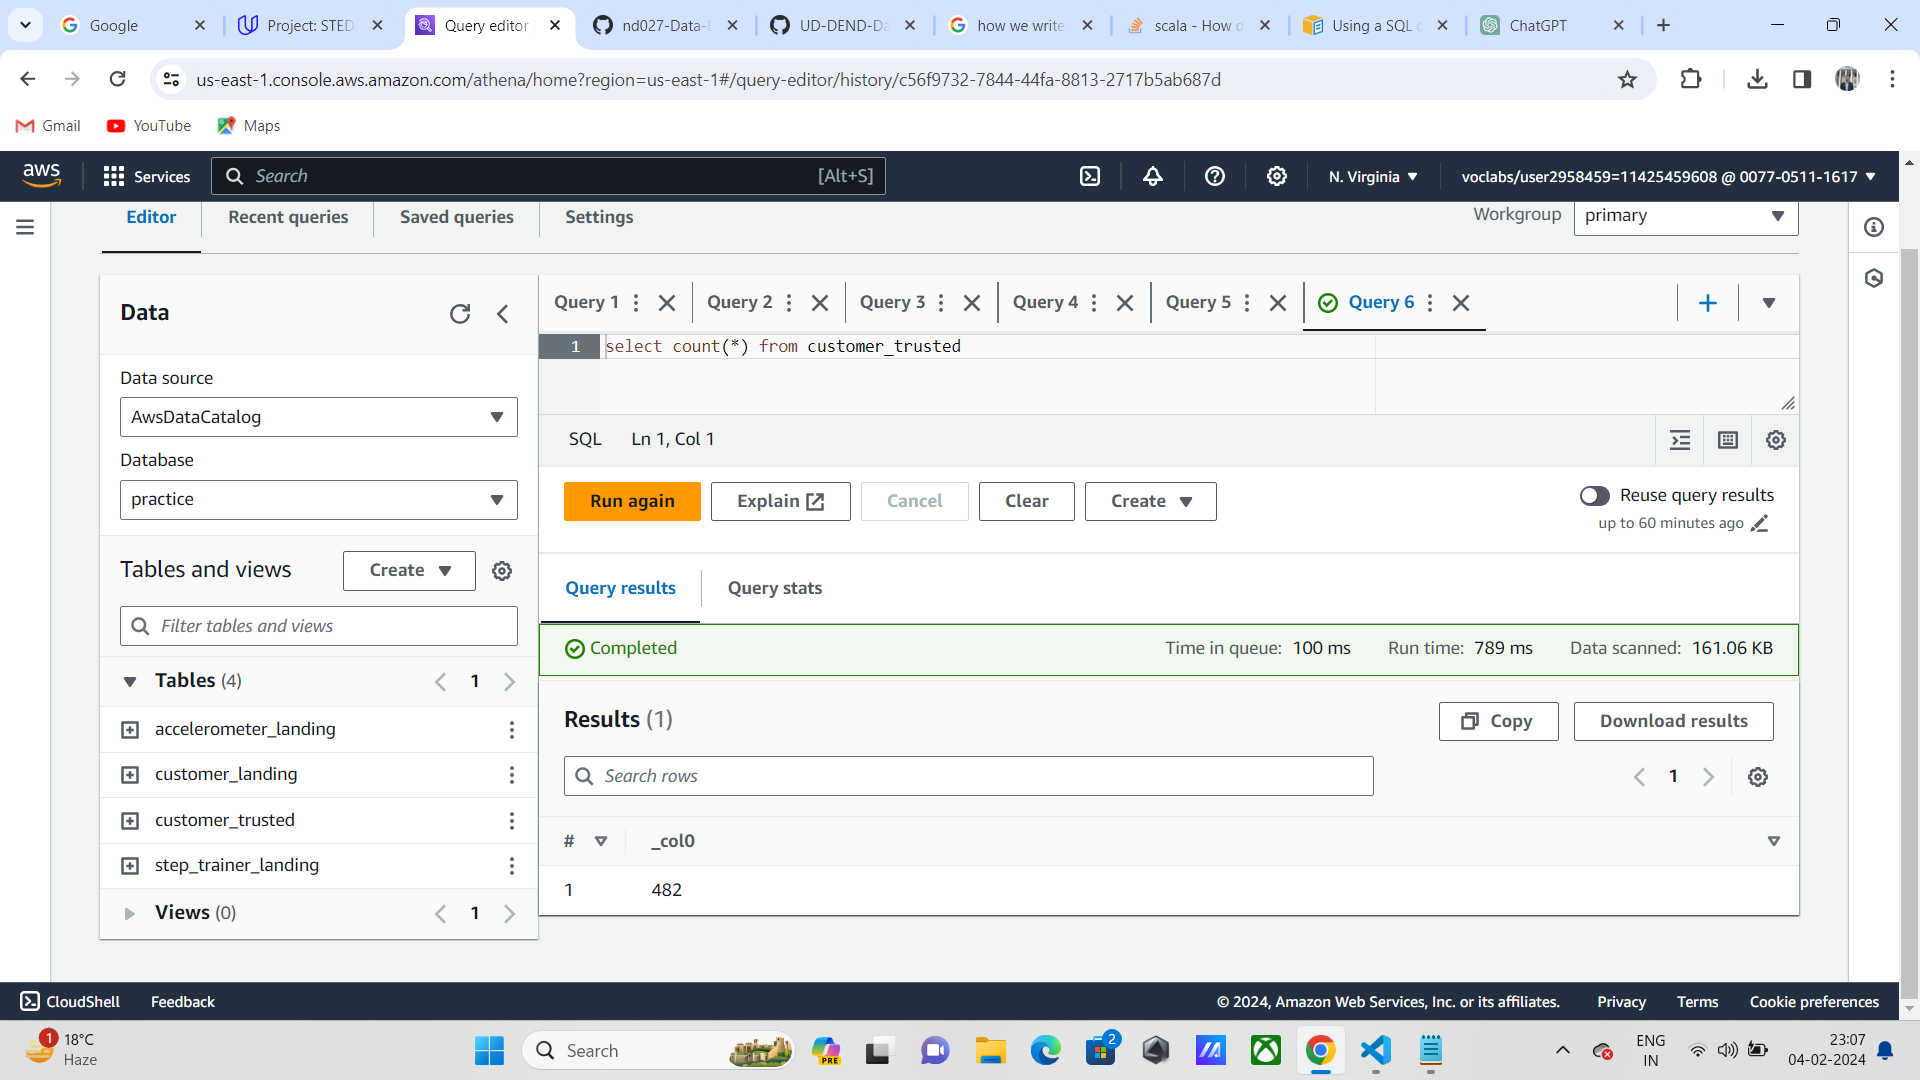 Google
Project: STED
Query editor
nd027-Data-E
UD-DEND-Da
how we write
scala - How d
Using a SQL c
ChatGPT
us-east-1.console.aws.amazon.com/athena/home?region=us-east-1#/query-editor/history/c56f9732-7844-44fa-8813-2717b5ab687d
Gmail YouTube Maps
aws Services Search [Alt+S] N. Virginia voclabs/user2958459=11425459608 @ 0077-0511-1617
Editor Recent queries Saved queries Settings Workgroup primary
Data
Data source
AwsDataCatalog
Database
practice
Tables and views Create
Filter tables and views
Tables (4) 1
accelerometer_landing
customer_landing
customer_trusted
step_trainer_landing
Views (0) 1
Query 1 Query 2 Query 3 Query 4 Query 5 Query 6
1 select count(*) from customer_trusted
SQL Ln 1, Col 1
Run again Explain Cancel Clear Create Reuse query results
up to 60 minutes ago
Query results Query stats
Completed Time in queue: 100 ms Run time: 789 ms Data scanned: 161.06 KB
Results (1) Copy Download results
Search rows 1
# _col0
1 482
CloudShell Feedback © 2024, Amazon Web Services, Inc. or its affiliates. Privacy Terms Cookie preferences
1 18°C
Haze
Search
PRE
2
ENG
IN
23:07
04-02-2024